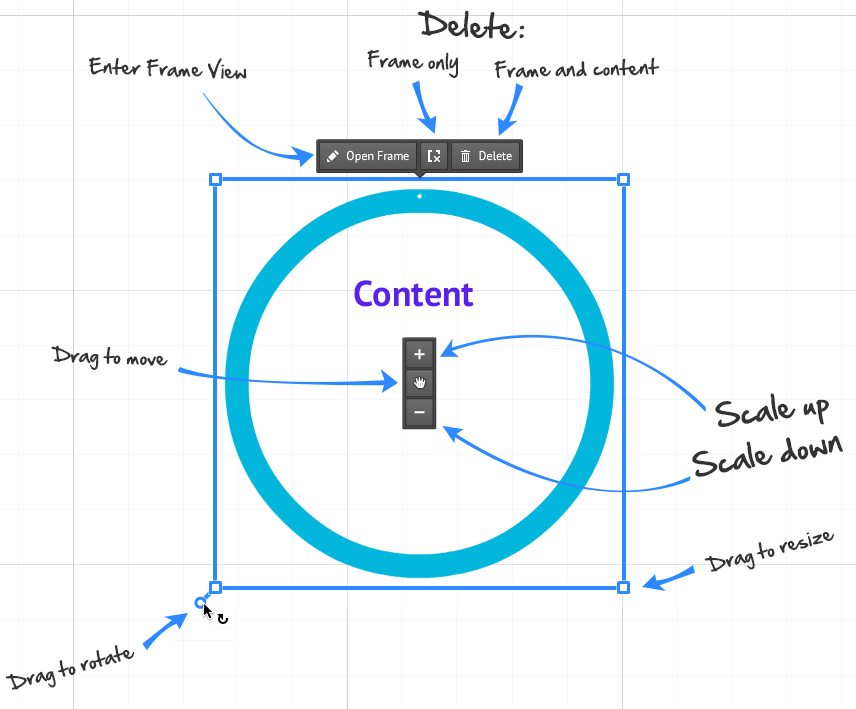 Delete:
Enter Frame View
Frame only
Frame and content
Open Frame
Delete
Content
Drag to move
Scale up
Scale down
Drag to resize
Drag to rotate